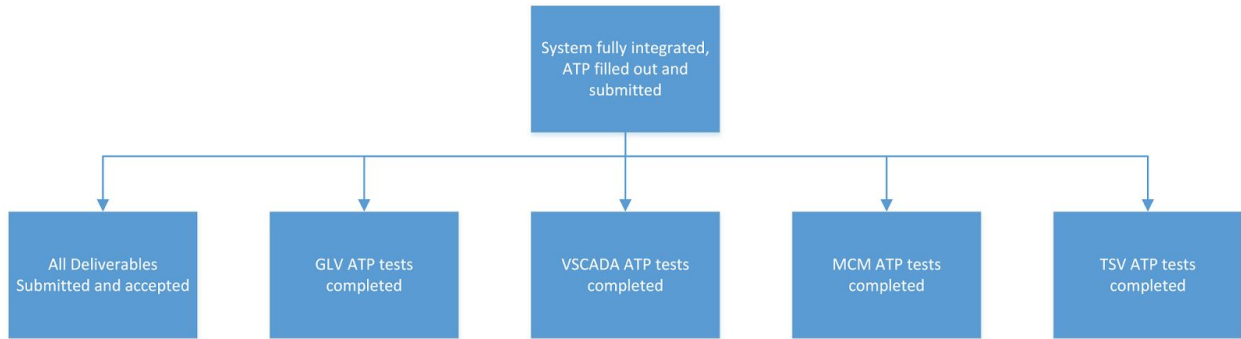 System fully integrated,
ATP filled out and
submitted
All Deliverables
Submitted and accepted
GLV ATP tests
completed
VSCADA ATP tests
completed
MCM ATP tests
completed
TSV ATP tests
completed